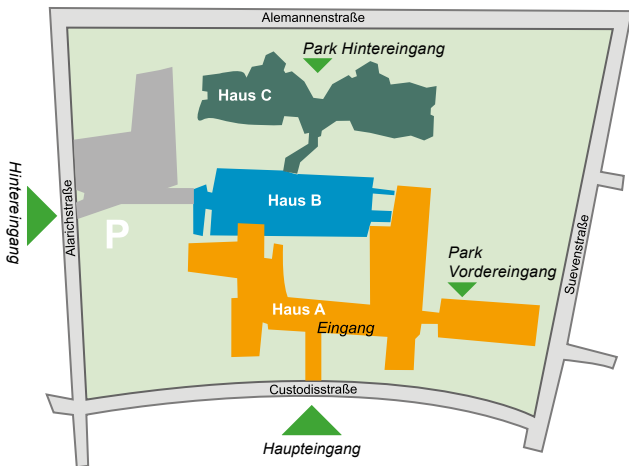 Alemannenstraße
Park Hintereingang
Haus C
Hintereingang
Alarichstraße
P
Haus B
Suevenstraße
Park
Vordereingang
Haus A
Eingang
Custodisstraße
Haupteingang